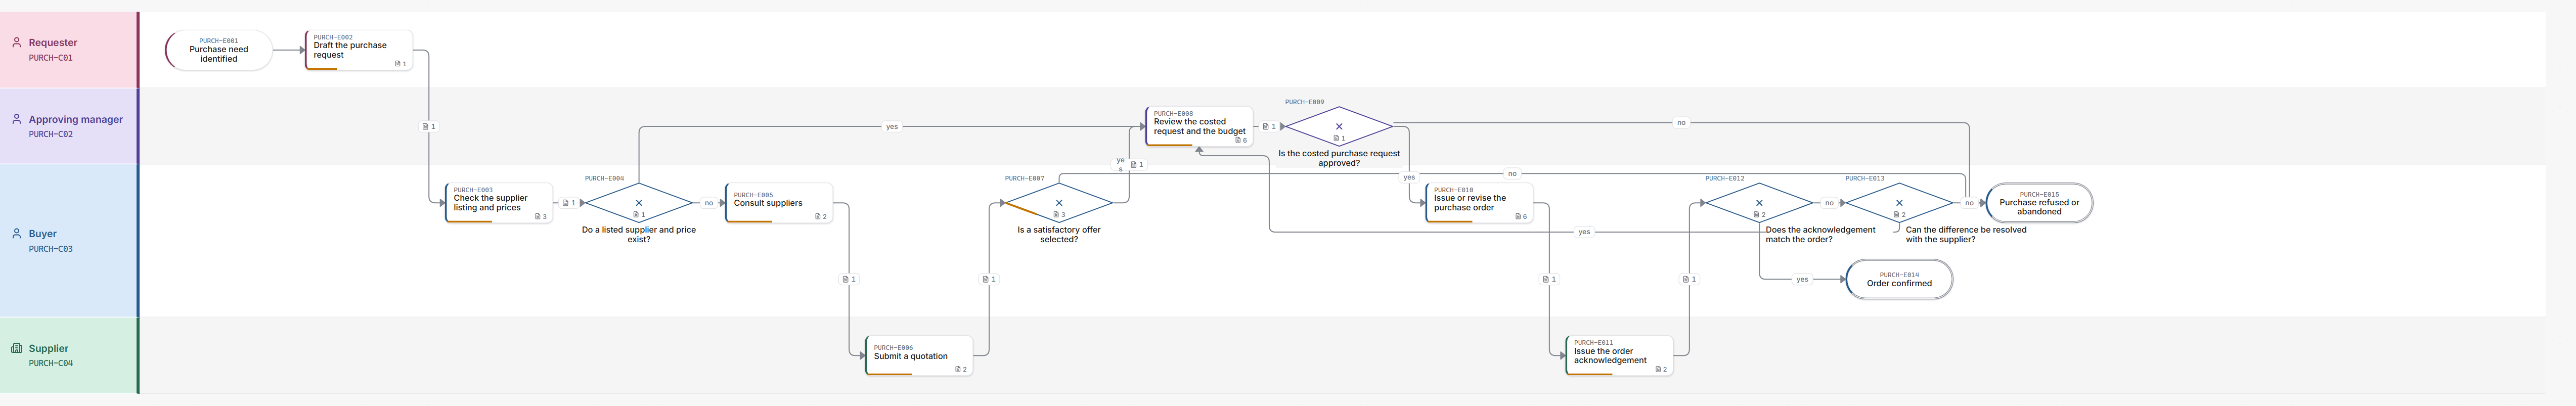 Requester
PURCH-C01
PURCH-E001
Purchase need
identified
PURCH-E002
Draft the purchase
request
1
Approving manager
PURCH-C02
1
yes
PURCH-E008
Review the costed
request and the budget
6
1
PURCH-E009
1
Is the costed purchase request
approved?
no
ye
s
1
Buyer
PURCH-C03
PURCH-E003
Check the supplier
listing and prices
3
1
PURCH-E004
1
Do a listed supplier and price
exist?
no
PURCH-E005
Consult suppliers
2
PURCH-E007
3
Is a satisfactory offer
selected?
yes
no
PURCH-E010
Issue or revise the
purchase order
6
yes
PURCH-E012
2
Does the acknowledgement
match the order?
no
PURCH-E013
2
Can the difference be resolved
with the supplier?
no
PURCH-E015
Purchase refused or
abandoned
1
1
1
1
yes
PURCH-E014
Order confirmed
Supplier
PURCH-C04
PURCH-E006
Submit a quotation
2
PURCH-E011
Issue the order
acknowledgement
2